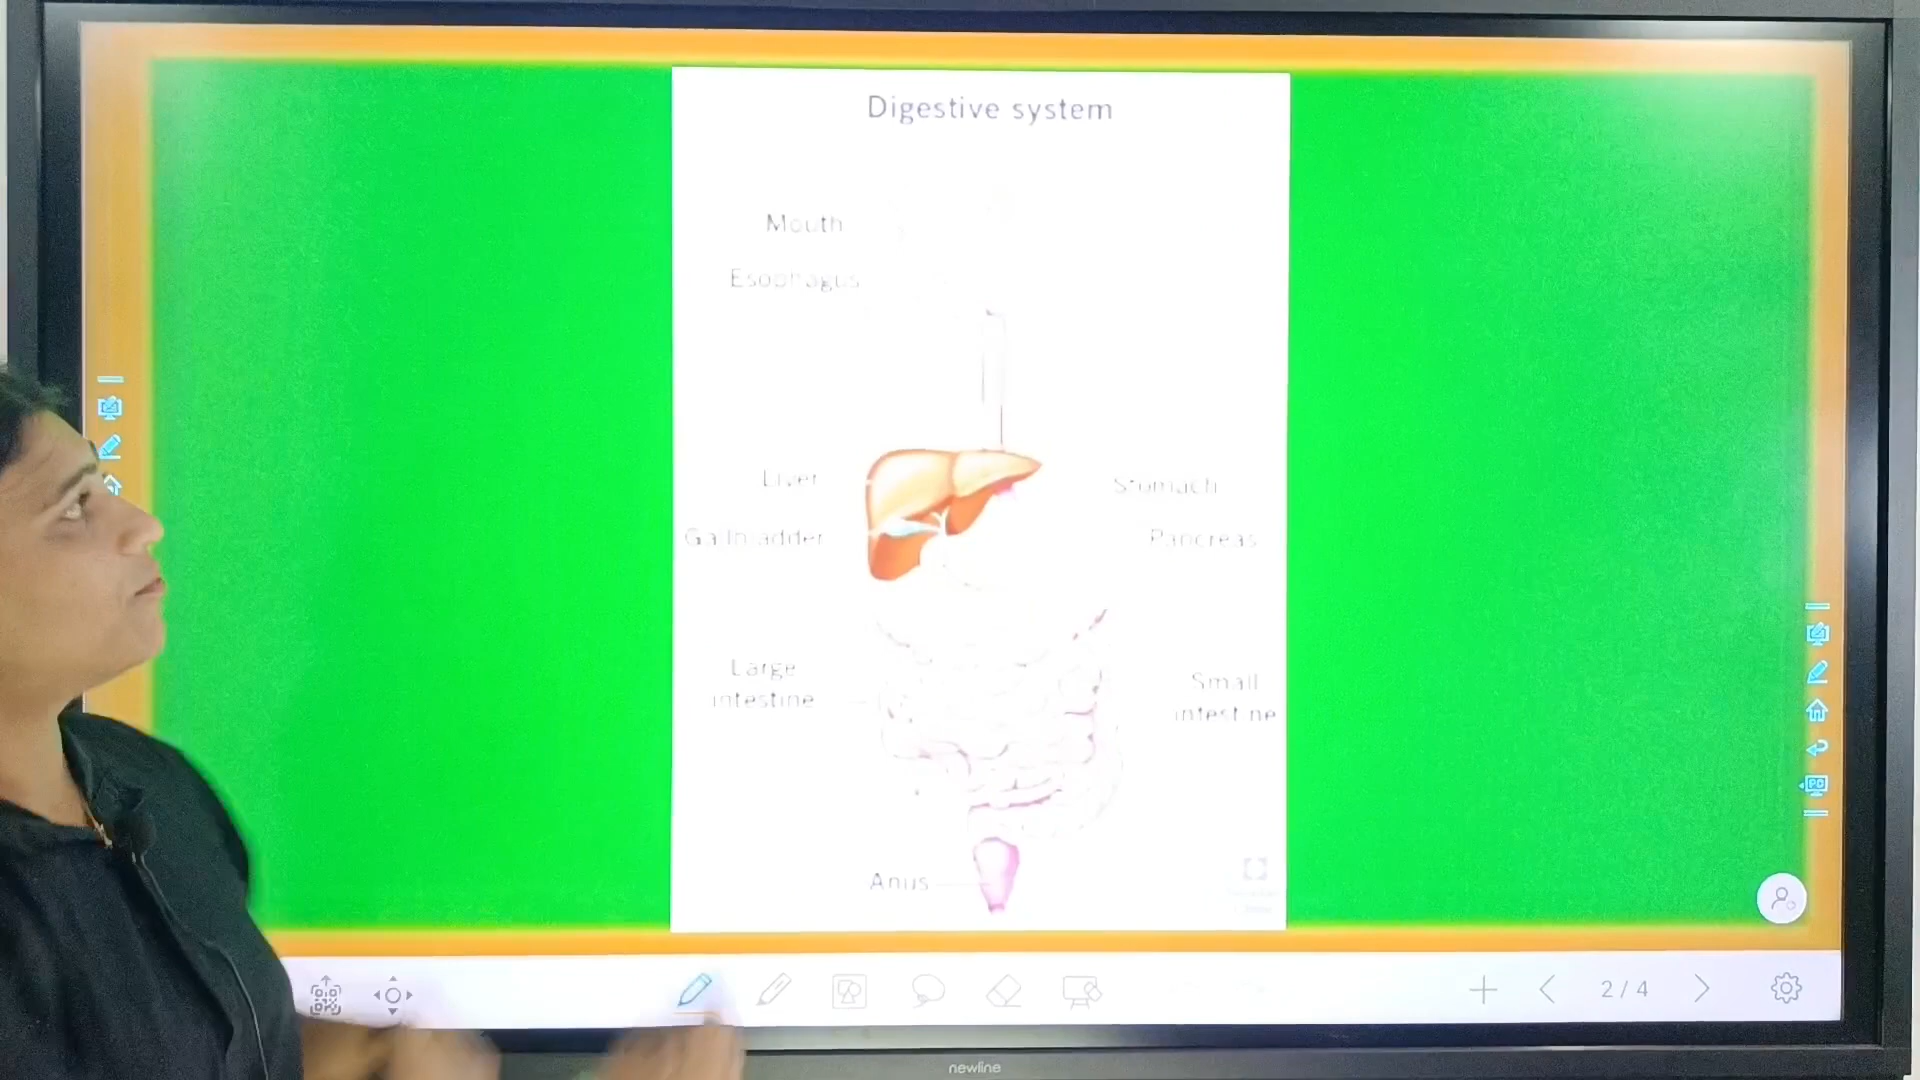 Digestive system
Mouth
Esophagus
Liver
Stomach
Gallbladder
Pancreas
Large
intestine
Small
intestine
Anus
2/4
newline